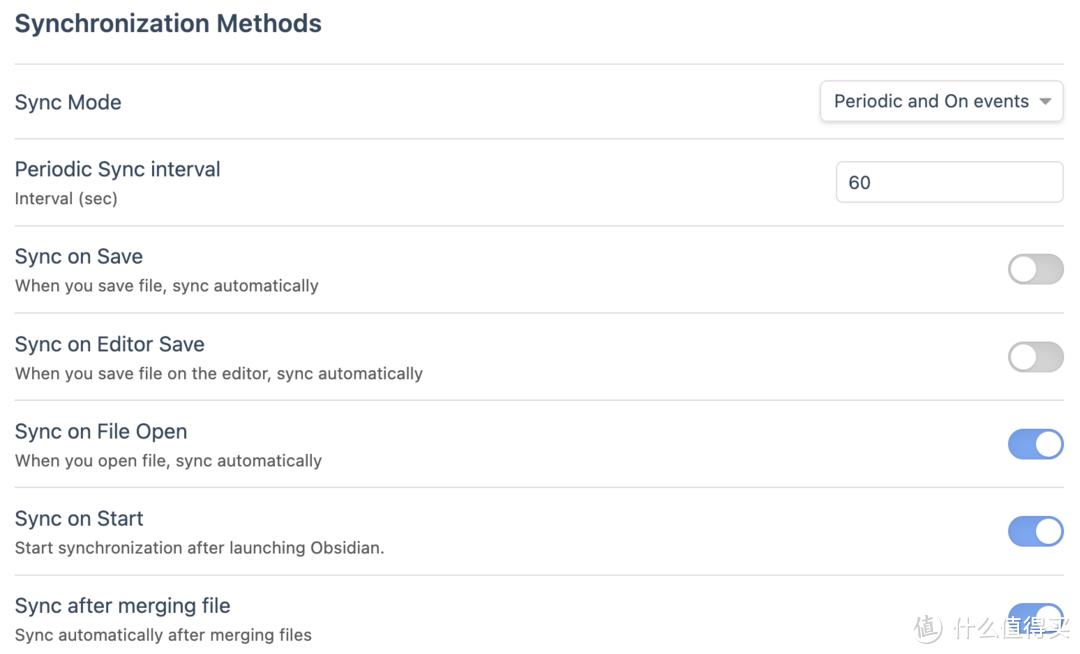 Synchronization Methods
Sync Mode
Periodic and On events
Periodic Sync interval
Interval (sec)
60
Sync on Save
When you save file, sync automatically
Sync on Editor Save
When you save file on the editor, sync automatically
Sync on File Open
When you open file, sync automatically
Sync on Start
Start synchronization after launching Obsidian.
Sync after merging file
Sync automatically after merging files
值 什么值得买